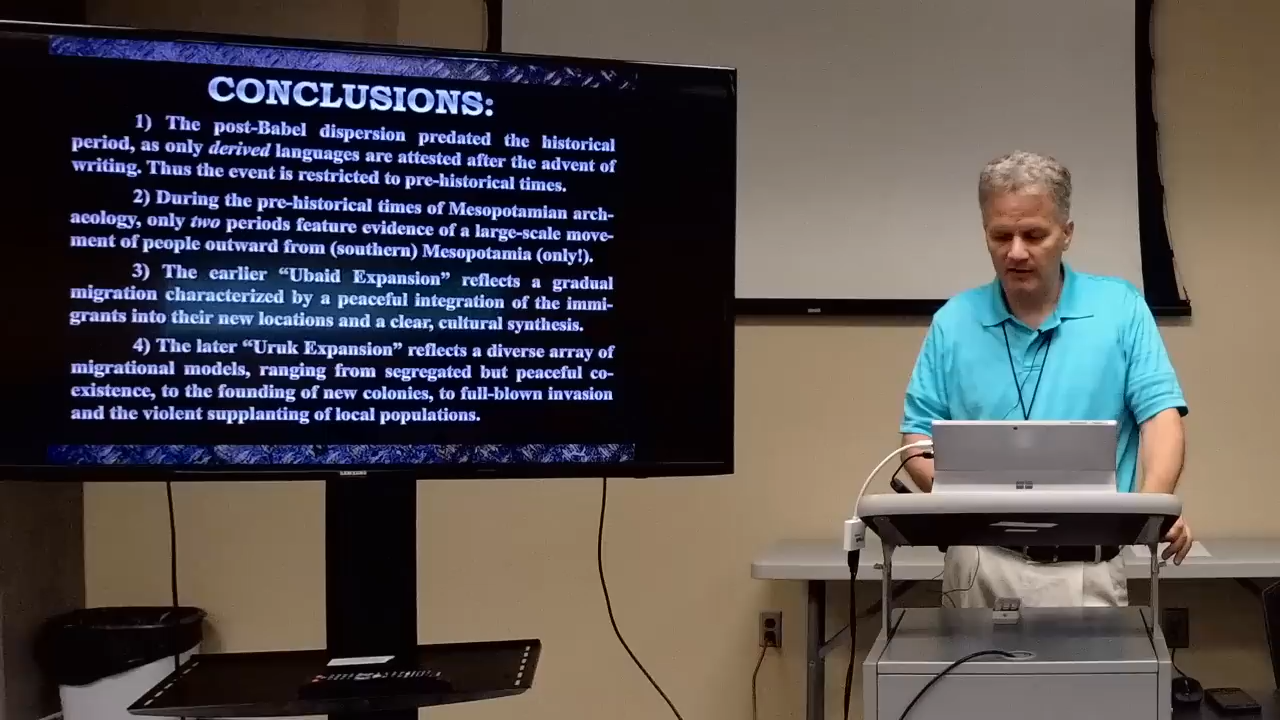 CONCLUSIONS:
1) The post-Babel dispersion predated the historical
period, as only derived languages are attested after the advent of
writing. Thus the event is restricted to pre-historical times.
2) During the pre-historical times of Mesopotamian arch-
aeology, only two periods feature evidence of a large-scale move-
ment of people outward from (southern) Mesopotamia (only!).
3) The earlier “Ubaid Expansion” reflects a gradual
migration characterized by a peaceful integration of the immi-
grants into their new locations and a clear, cultural synthesis.
4) The later “Uruk Expansion” reflects a diverse array of
migrational models, ranging from segregated but peaceful co-
existence, to the founding of new colonies, to full-blown invasion
and the violent supplanting of local populations.
SAMSUNG